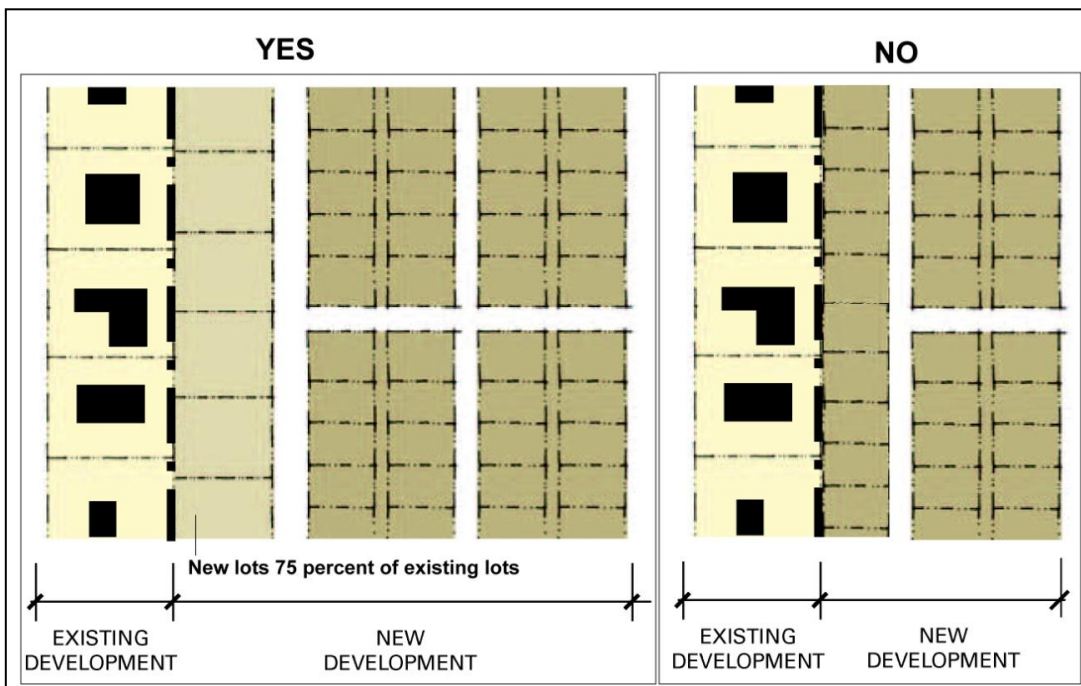 YES
New lots 75 percent of existing lots
EXISTING
DEVELOPMENT
NEW
DEVELOPMENT
NO
EXISTING
DEVELOPMENT
NEW
DEVELOPMENT